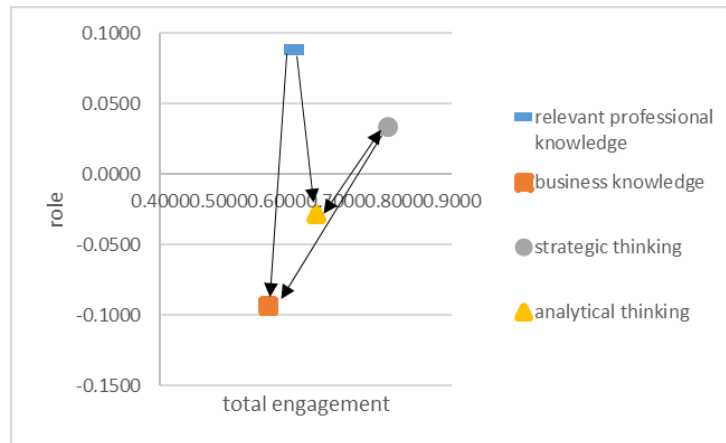 0.1000
0.0500
0.0000
-0.0500
-0.1000
-0.1500
role
0.40000.50000.60000.70000.80000.9000
total engagement
relevant professional
knowledge
business knowledge
strategic thinking
analytical thinking